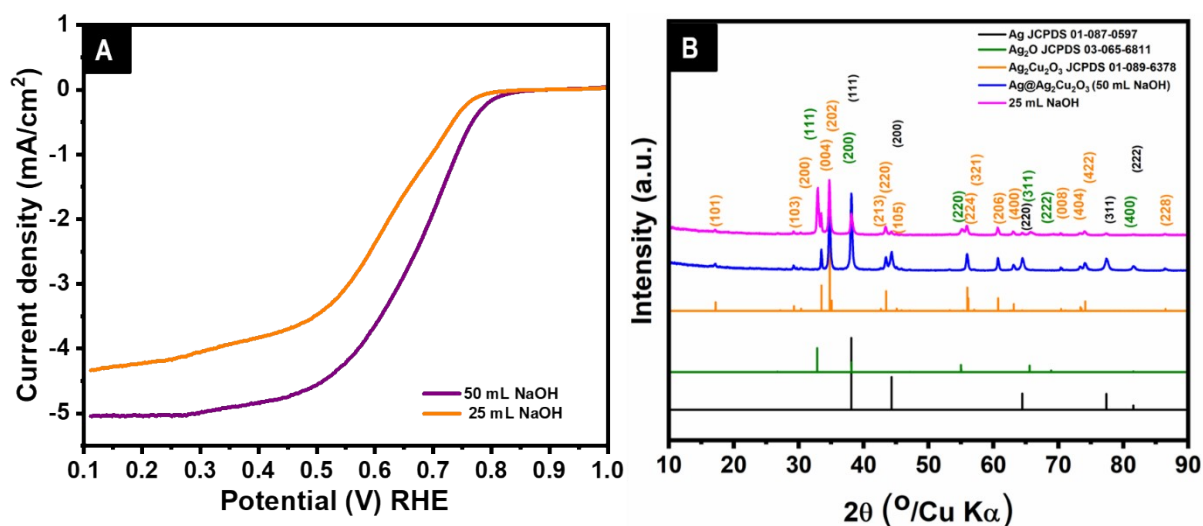 A
Current density (mA/cm²)
1
0
-1
-2
-3
-4
-5
50 mL NaOH
25 mL NaOH
0.1 0.2 0.3 0.4 0.5 0.6 0.7 0.8 0.9 1.0
Potential (V) RHE
B
Intensity (a.u.)
Ag JCPDS 01-087-0597
Ag₂O JCPDS 03-065-6811
Ag₂Cu₂O₃ JCPDS 01-089-6378
Ag@Ag₂Cu₂O₃ (50 mL NaOH)
25 mL NaOH
(101)
(103)
(200)
(111)
(004)
(202)
(200)
(111)
(213)
(220)
(105)
(200)
(220)
(224)
(321)
(206)
(400)
(220)
(311)
(222)
(008)
(404)
(422)
(311)
(400)
(222)
(228)
10 20 30 40 50 60 70 80 90
2θ (⁰/Cu Kα)